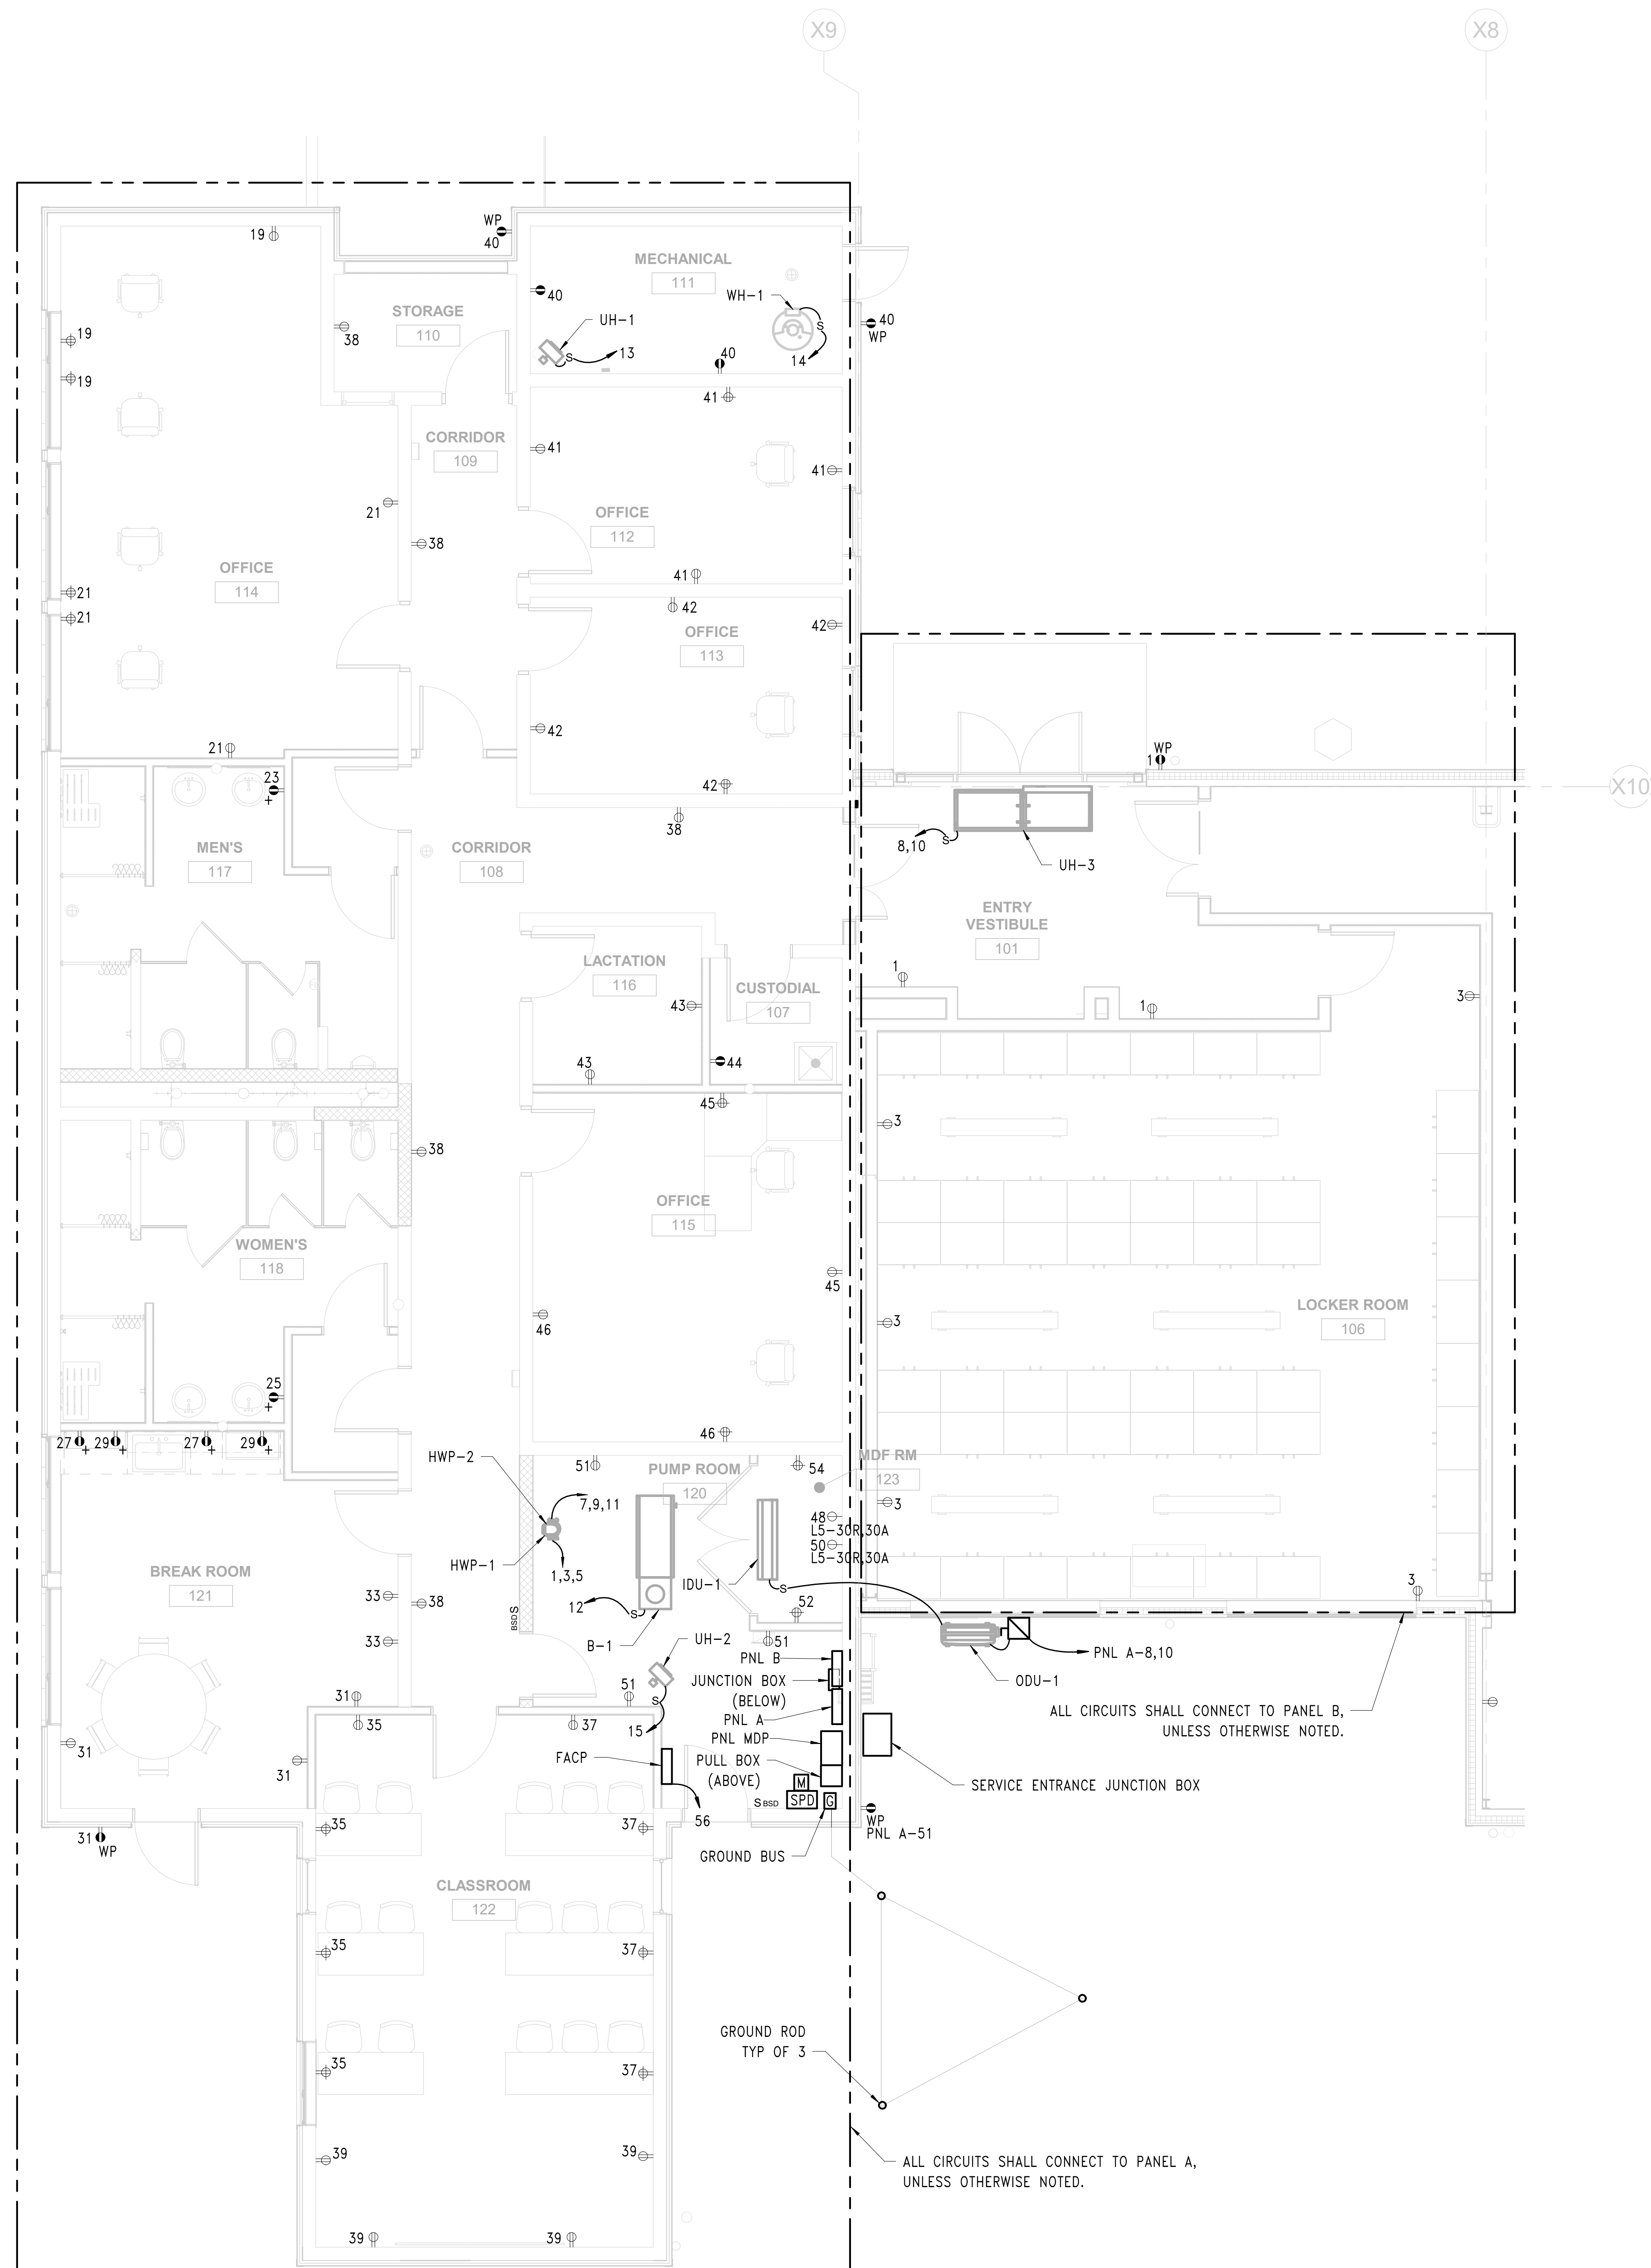 X9
X8
WP
40
19
MECHANICAL
111
40
WH-1
S
14
STORAGE
110
38
UH-1
S
13
40
WP
19
19
40
41
CORRIDOR
109
41
41
21
OFFICE
112
38
OFFICE
114
41
21
21
42
42
OFFICE
113
42
21
WP
1
23
+
42
X10
38
8,10
S
UH-3
MEN'S
117
CORRIDOR
108
ENTRY
VESTIBULE
101
LACTATION
116
CUSTODIAL
107
1
3
43
1
43
44
45
3
38
OFFICE
115
WOMEN'S
118
45
LOCKER ROOM
106
46
3
25
+
27
+
29
+
27
+
29
+
46
HWP-2
51
PUMP ROOM
120
54
MDF RM
123
7,9,11
48
L5-30R,30A
50
L5-30R,30A
3
HWP-1
1,3,5
IDU-1
S
BREAK ROOM
121
33
38
12
S
52
3
BSD S
B-1
33
UH-2
51
PNL B
PNL A-8,10
JUNCTION BOX
(BELOW)
ODU-1
31
51
S
PNL A
ALL CIRCUITS SHALL CONNECT TO PANEL B,
UNLESS OTHERWISE NOTED.
35
37
15
PNL MDP
31
31
FACP
PULL BOX
(ABOVE)
SERVICE ENTRANCE JUNCTION BOX
M
S BSD
SPD
G
56
WP
PNL A-51
35
37
31
WP
GROUND BUS
CLASSROOM
122
35
37
GROUND ROD
TYP OF 3
35
37
39
39
ALL CIRCUITS SHALL CONNECT TO PANEL A,
UNLESS OTHERWISE NOTED.
39
39